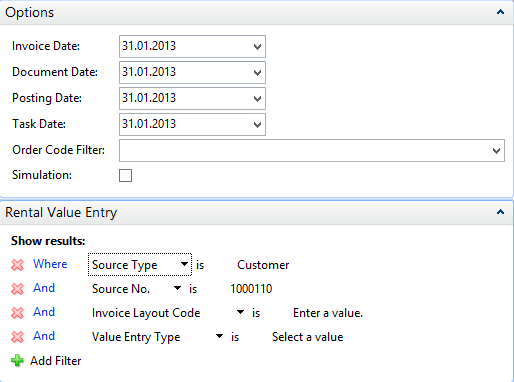 Options
Invoice Date: 31.01.2013
Document Date: 31.01.2013
Posting Date: 31.01.2013
Task Date: 31.01.2013
Order Code Filter:
Simulation:
Rental Value Entry
Show results:
Where Source Type is Customer
And Source No. is 1000110
And Invoice Layout Code is Enter a value.
And Value Entry Type is Select a value
Add Filter